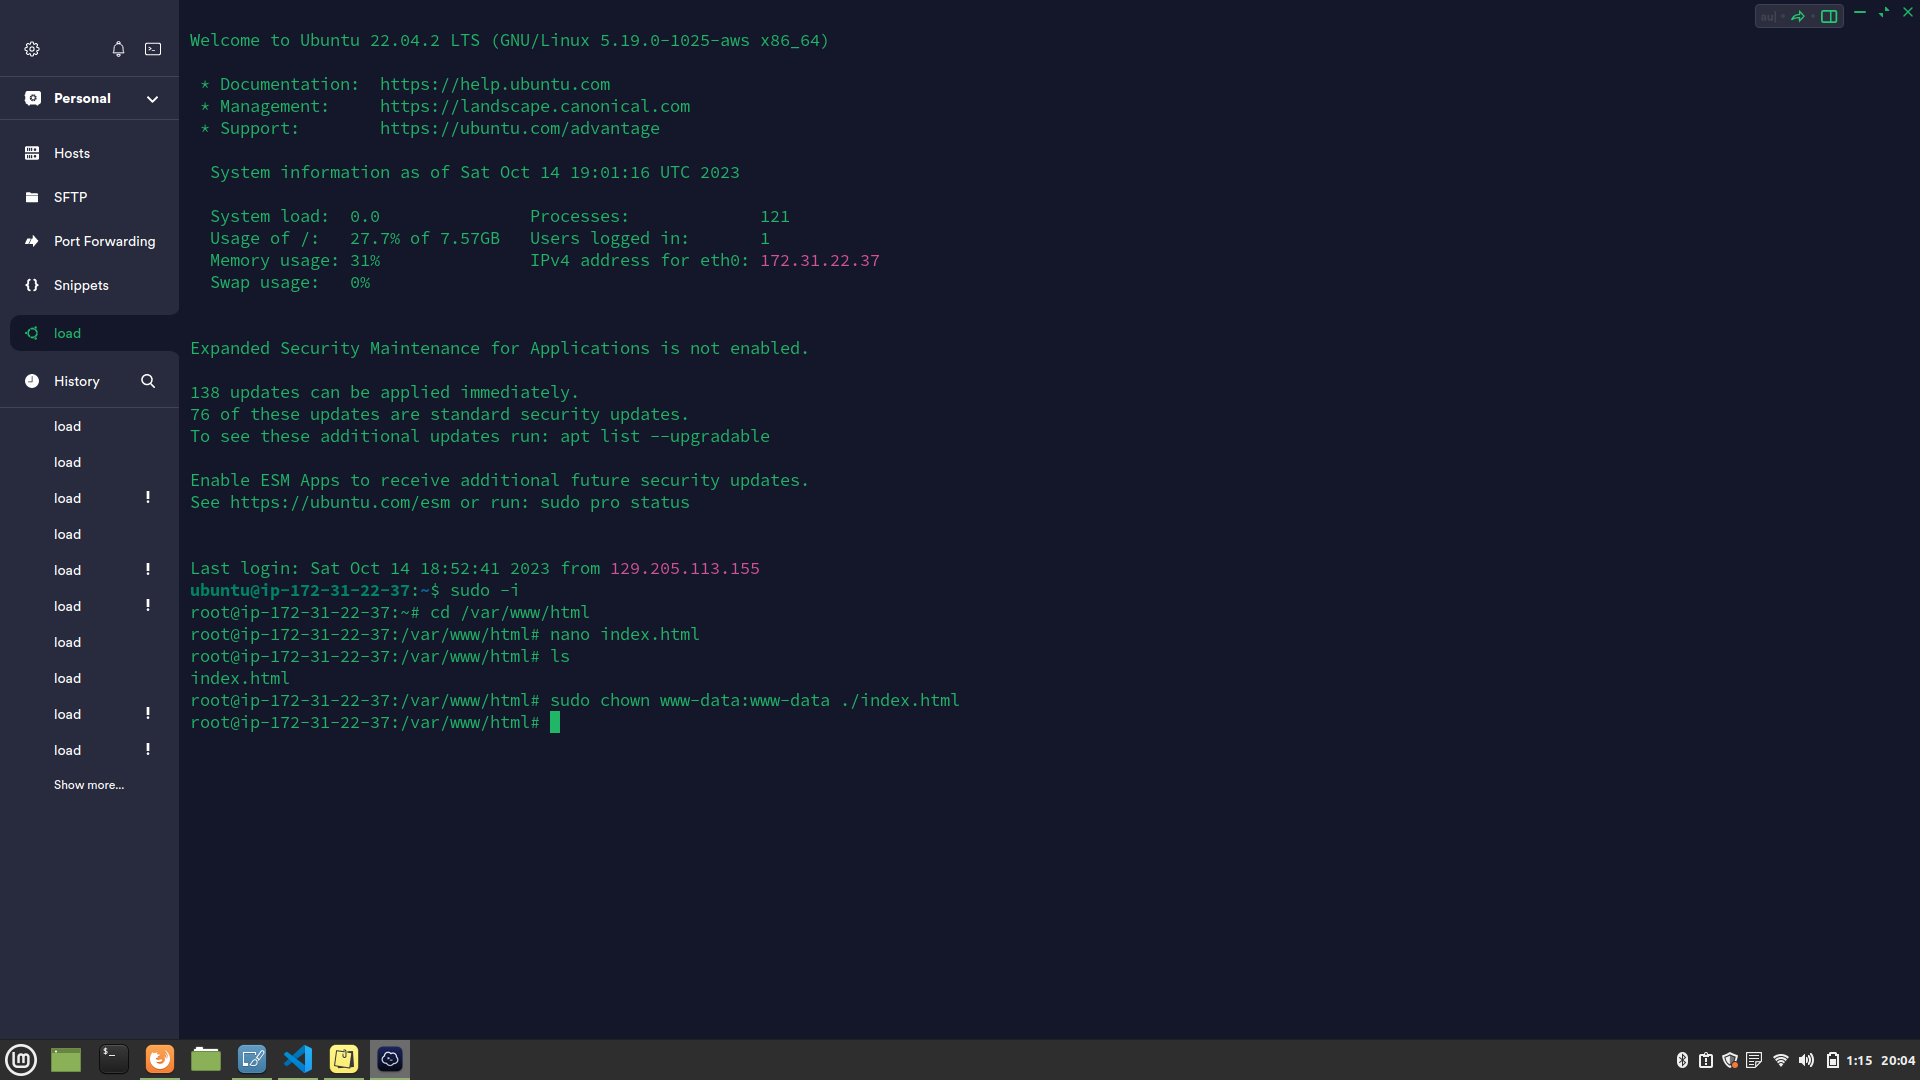 Personal
Hosts
SFTP
Port Forwarding
Snippets
load
History
load
load
load !
load
load !
load !
load
load
load !
load !
Show more...
Welcome to Ubuntu 22.04.2 LTS (GNU/Linux 5.19.0-1025-aws x86_64)
* Documentation: https://help.ubuntu.com
* Management: https://landscape.canonical.com
* Support: https://ubuntu.com/advantage
System information as of Sat Oct 14 19:01:16 UTC 2023
System load: 0.0 Processes: 121
Usage of /: 27.7% of 7.57GB Users logged in: 1
Memory usage: 31% IPv4 address for eth0: 172.31.22.37
Swap usage: 0%
Expanded Security Maintenance for Applications is not enabled.
138 updates can be applied immediately.
76 of these updates are standard security updates.
To see these additional updates run: apt list --upgradable
Enable ESM Apps to receive additional future security updates.
See https://ubuntu.com/esm or run: sudo pro status
Last login: Sat Oct 14 18:52:41 2023 from 129.205.113.155
ubuntu@ip-172-31-22-37:~$ sudo -i
root@ip-172-31-22-37:~# cd /var/www/html
root@ip-172-31-22-37:/var/www/html# nano index.html
root@ip-172-31-22-37:/var/www/html# ls
index.html
root@ip-172-31-22-37:/var/www/html# sudo chown www-data:www-data ./index.html
root@ip-172-31-22-37:/var/www/html#
1:15 20:04